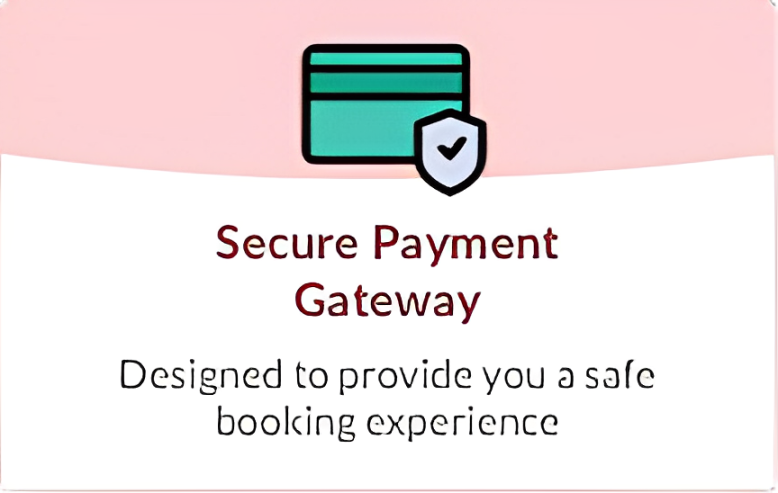 Secure Payment
Gateway
Designed to provide you a safe
booking experience